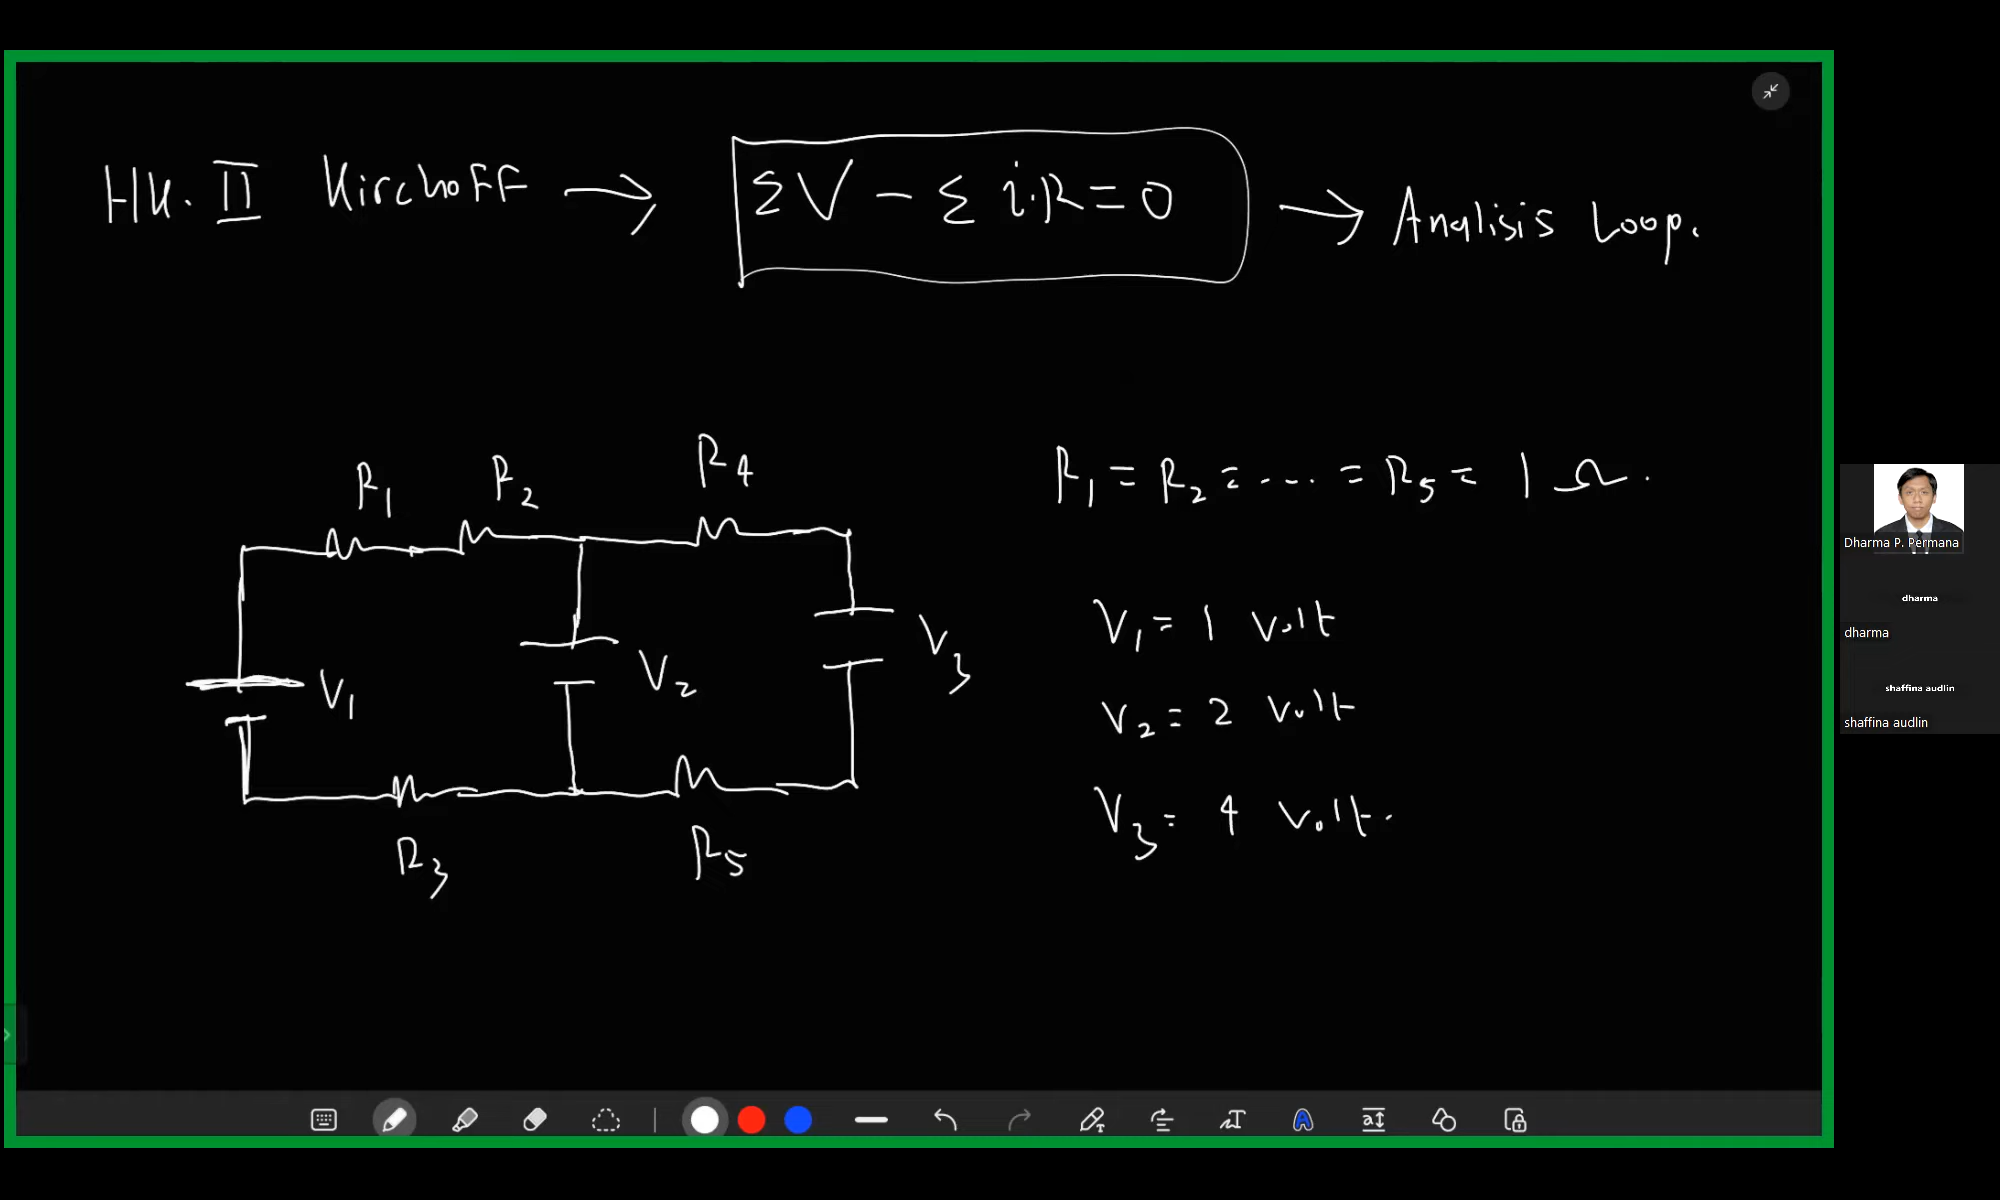 HK. II Kirchoff → ΣV - Σ i.R = 0 → Analisis Loop.
R1 R2 R4
R1 = R2 = .... = R5 = 1 Ω.
V1 V2 V3
V1 = 1 Volt
V2 = 2 Volt
V3 = 4 Volt.
R3 R5
Dharma P. Permana
dharma
dharma
shaffina audlin
shaffina audlin